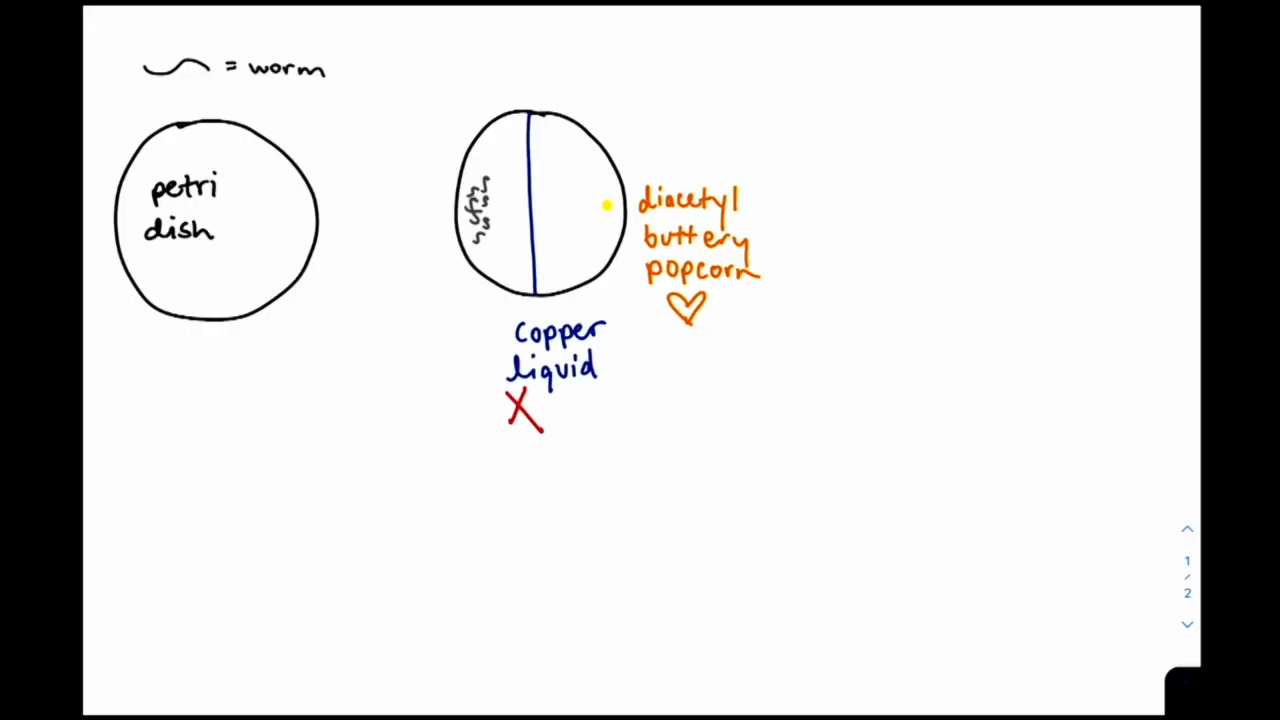 = worm
petri
dish
diacetyl
buttery
popcorn
copper
liquid
X
1
/
2